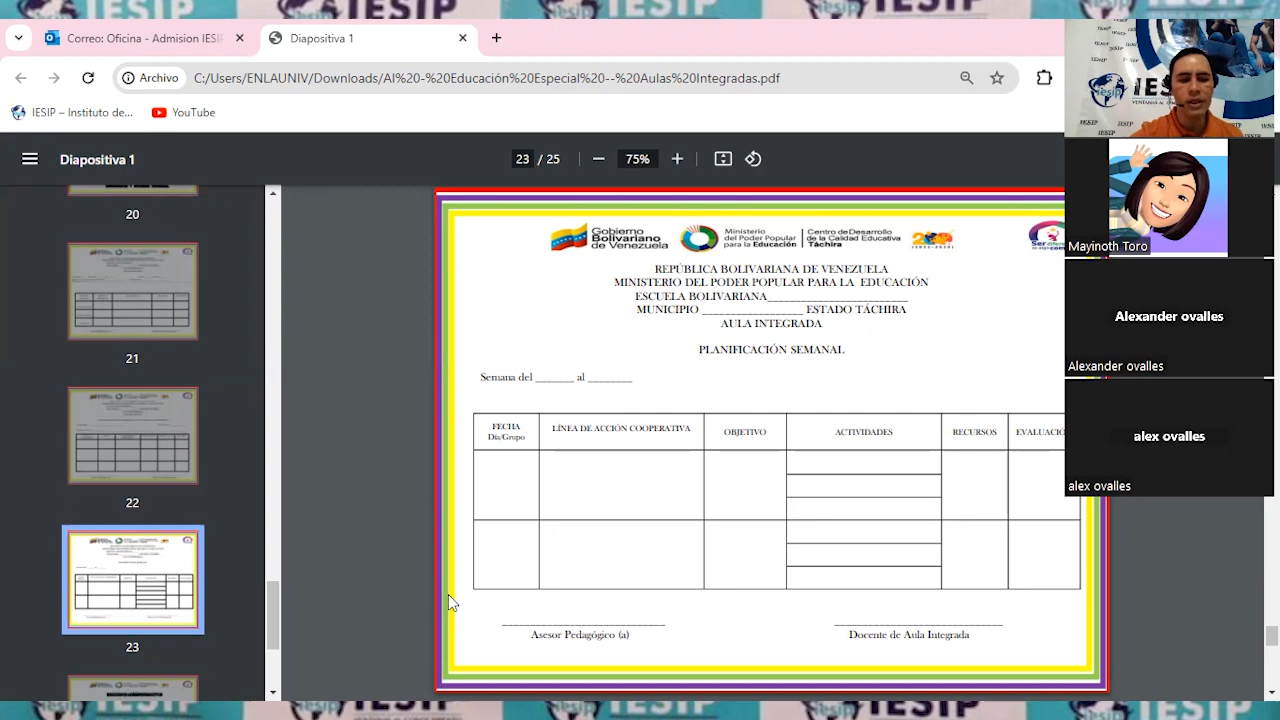 Correo: Oficina - Admision IESI
Diapositiva 1
Archivo
C:/Users/ENLAUNIV/Downloads/AI%20-%20Educación%20Especial%20--%20Aulas%20Integradas.pdf
IESIP – Instituto de...
YouTube
Diapositiva 1
23 / 25
75%
20
21
22
23
Gobierno
Bolivariano
de Venezuela
Ministerio
del Poder Popular
para la Educación
Centro de Desarrollo
de la Calidad Educativa
Táchira
REPÚBLICA BOLIVARIANA DE VENEZUELA
MINISTERIO DEL PODER POPULAR PARA LA EDUCACIÓN
ESCUELA BOLIVARIANA______________________
MUNICIPIO ________________ ESTADO TÁCHIRA
AULA INTEGRADA
PLANIFICACIÓN SEMANAL
Semana del ______ al _______
FECHA
Día/Grupo
LÍNEA DE ACCIÓN COOPERATIVA
OBJETIVO
ACTIVIDADES
RECURSOS
EVALUACIÓ
Asesor Pedagógico (a)
Docente de Aula Integrada
iesip
IESIP
Mayinoth Toro
Alexander ovalles
Alexander ovalles
alex ovalles
alex ovalles